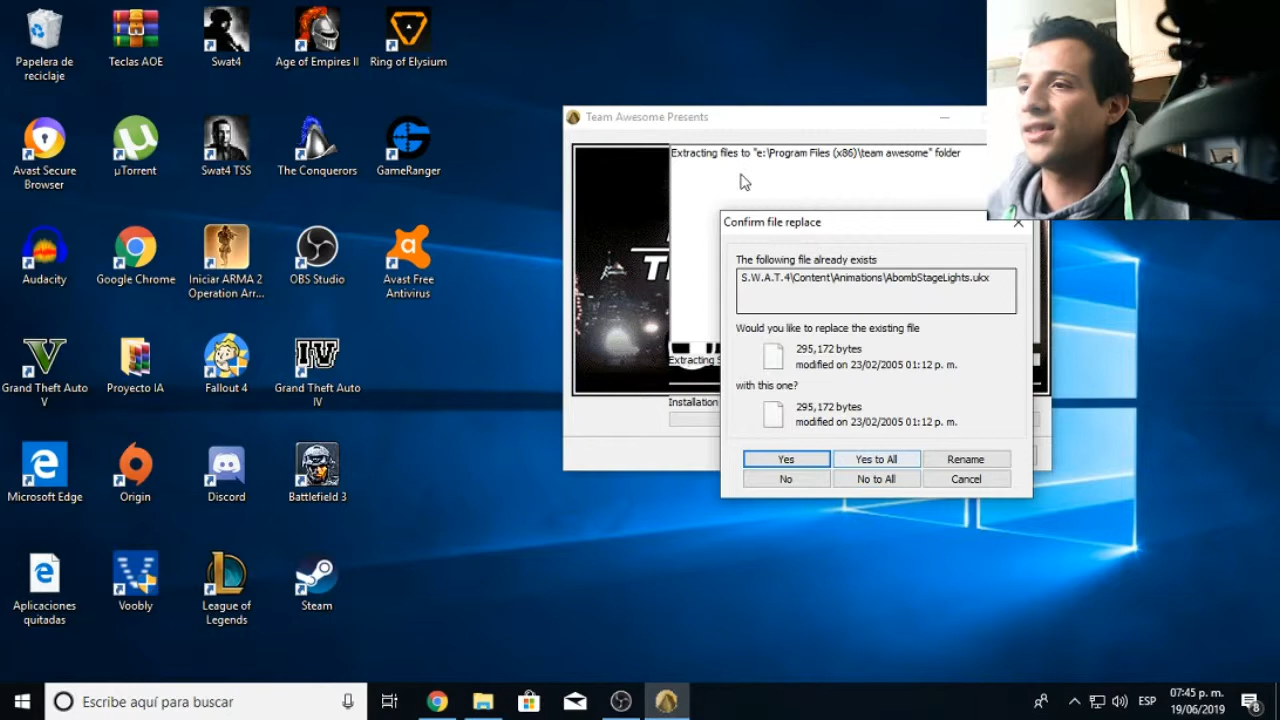 Papelera de
reciclaje
Teclas AOE
Swat4
Age of Empires II
Ring of Elysium
Avast Secure
Browser
µTorrent
Swat4 TSS
The Conquerors
GameRanger
Audacity
Google Chrome
Iniciar ARMA 2
Operation Arr...
OBS Studio
Avast Free
Antivirus
Grand Theft Auto
V
Proyecto IA
Fallout 4
Grand Theft Auto
IV
Microsoft Edge
Origin
Discord
Battlefield 3
Aplicaciones
quitadas
Voobly
League of
Legends
Steam
Team Awesome Presents
Extracting files to "e:\Program Files (x86)\team awesome" folder
Extracting
Installation
Confirm file replace
The following file already exists
S.W.A.T.4\Content\Animations\AbombStageLights.ukx
Would you like to replace the existing file
295,172 bytes
modified on 23/02/2005 01:12 p. m.
with this one?
295,172 bytes
modified on 23/02/2005 01:12 p. m.
Yes
Yes to All
Rename
No
No to All
Cancel
Escribe aquí para buscar
ESP
07:45 p. m.
19/06/2019
8